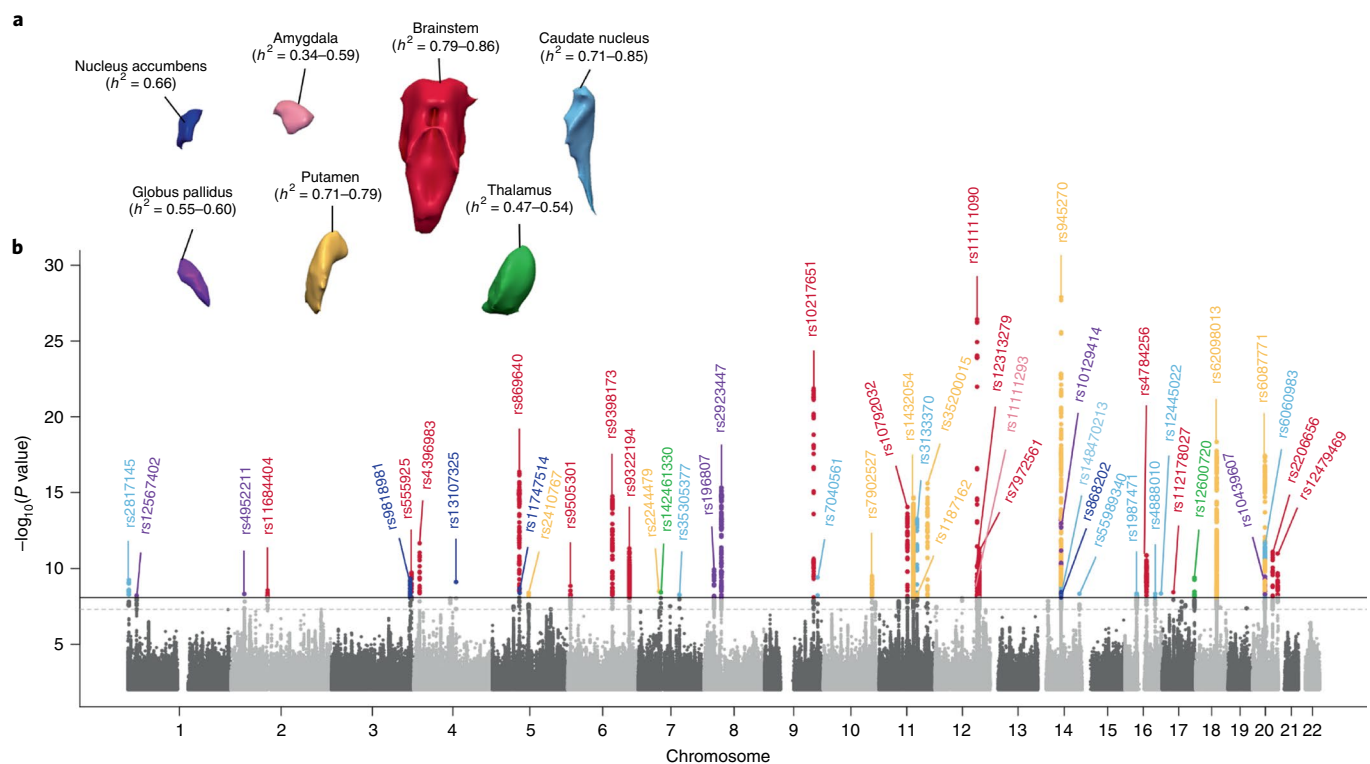 a
Nucleus accumbens
(h² = 0.66)
Amygdala
(h² = 0.34–0.59)
Brainstem
(h² = 0.79–0.86)
Caudate nucleus
(h² = 0.71–0.85)
Globus pallidus
(h² = 0.55–0.60)
Putamen
(h² = 0.71–0.79)
Thalamus
(h² = 0.47–0.54)
b
–log₁₀(P value)
30
25
20
15
10
5
rs2817145
rs12567402
rs4952211
rs11684404
rs9818981
rs555925
rs4396983
rs13107325
rs869640
rs11747514
rs2410767
rs9505301
rs9398173
rs9322194
rs2244479
rs142461330
rs35305377
rs196807
rs2923447
rs10217651
rs7040561
rs7902527
rs10792032
rs1432054
rs3133370
rs35200015
rs1187162
rs11111090
rs12313279
rs11111293
rs7972561
rs945270
rs10129414
rs148470213
rs868202
rs55989340
rs1987471
rs4784256
rs4888010
rs12445022
rs112178027
rs12600720
rs62098013
rs10439607
rs6087771
rs6060983
rs2206656
rs12479469
1 2 3 4 5 6 7 8 9 10 11 12 13 14 15 16 17 18 19 20 21 22
Chromosome